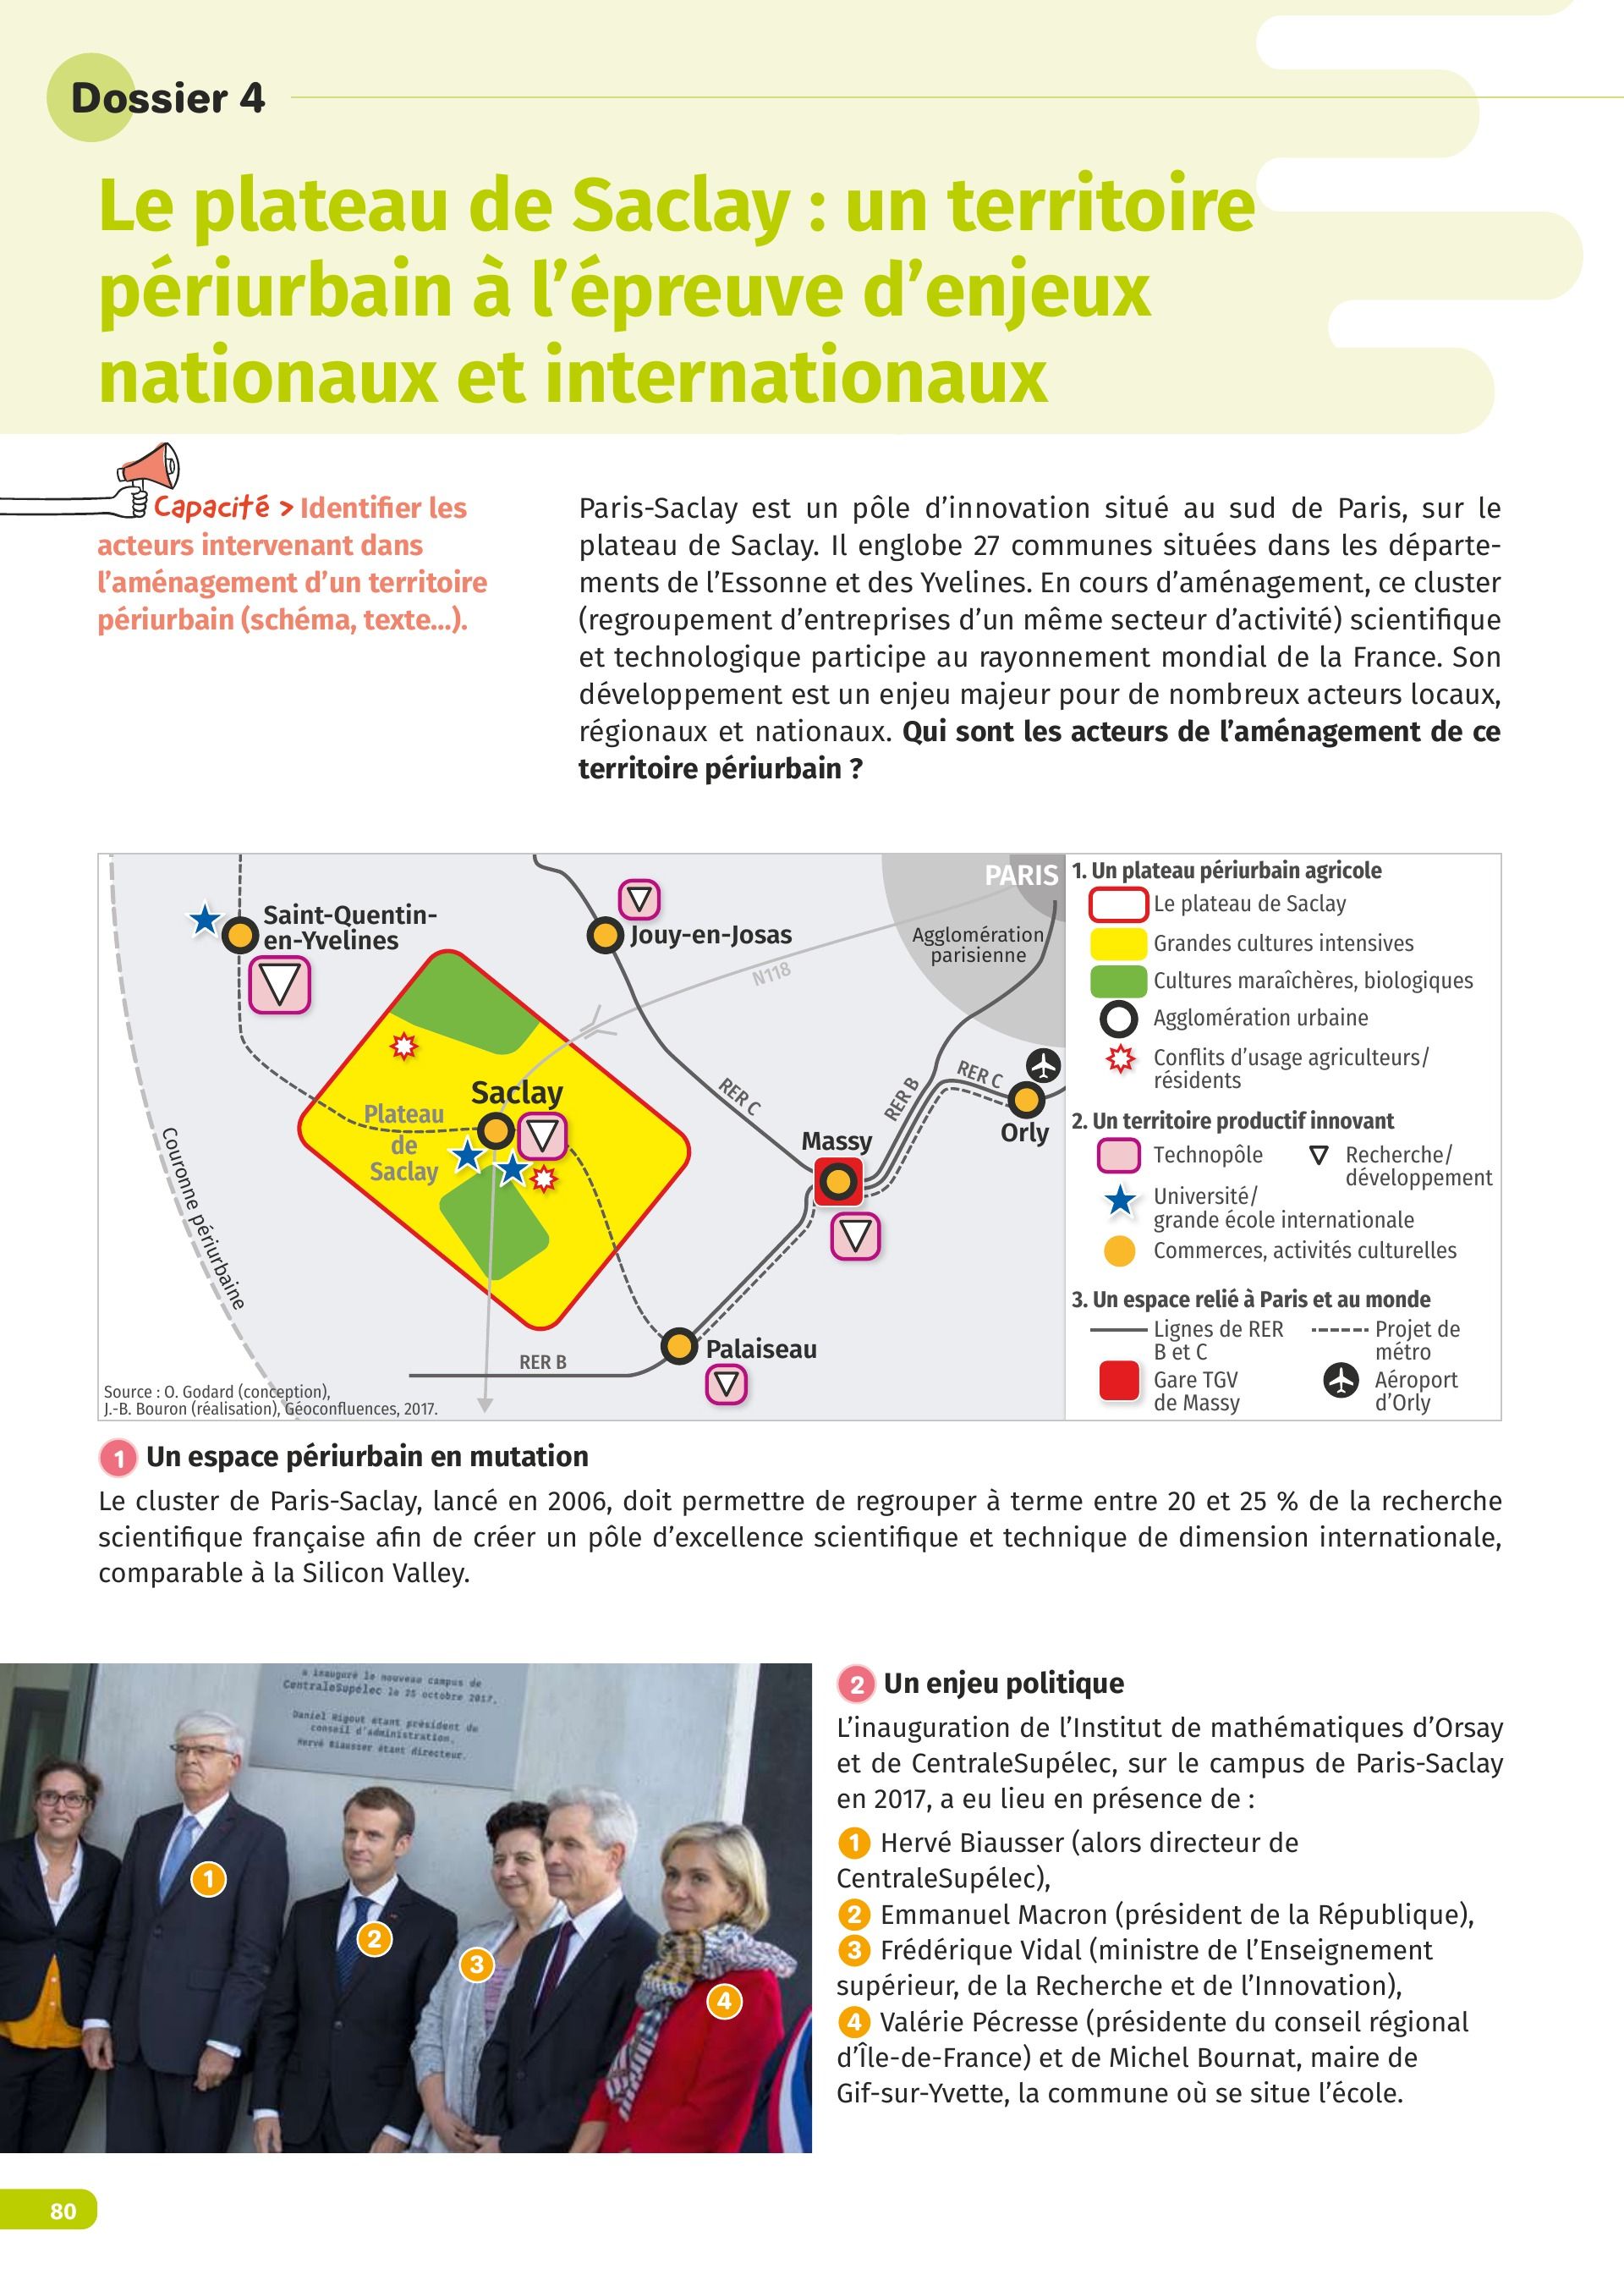 Dossier 4
Le plateau de Saclay : un territoire
périurbain à l’épreuve d’enjeux
nationaux et internationaux
Capacité > Identifier les
acteurs intervenant dans
l’aménagement d’un territoire
périurbain (schéma, texte…).
Paris-Saclay est un pôle d’innovation situé au sud de Paris, sur le
plateau de Saclay. Il englobe 27 communes situées dans les départe-
ments de l’Essonne et des Yvelines. En cours d’aménagement, ce cluster
(regroupement d’entreprises d’un même secteur d’activité) scientifique
et technologique participe au rayonnement mondial de la France. Son
développement est un enjeu majeur pour de nombreux acteurs locaux,
régionaux et nationaux. Qui sont les acteurs de l’aménagement de ce
territoire périurbain ?
PARIS
Agglomération
parisienne
Saint-Quentin-
en-Yvelines
Jouy-en-Josas
N118
Saclay
Plateau
de
Saclay
RER C
RER B
RER C
Orly
Massy
Couronne périurbaine
Palaiseau
RER B
Source : O. Godard (conception),
J.-B. Bouron (réalisation), Géoconfluences, 2017.
1. Un plateau périurbain agricole
Le plateau de Saclay
Grandes cultures intensives
Cultures maraîchères, biologiques
Agglomération urbaine
Conflits d’usage agriculteurs/
résidents
2. Un territoire productif innovant
Technopôle
Recherche/
développement
Université/
grande école internationale
Commerces, activités culturelles
3. Un espace relié à Paris et au monde
Lignes de RER
B et C
Projet de
métro
Gare TGV
de Massy
Aéroport
d’Orly
1 Un espace périurbain en mutation
Le cluster de Paris-Saclay, lancé en 2006, doit permettre de regrouper à terme entre 20 et 25 % de la recherche
scientifique française afin de créer un pôle d’excellence scientifique et technique de dimension internationale,
comparable à la Silicon Valley.
a inauguré le nouveau campus de
CentraleSupélec le 25 octobre 2017.
Daniel Rigout étant président du
conseil d’administration.
Hervé Biausser étant directeur.
1
2
3
4
2 Un enjeu politique
L’inauguration de l’Institut de mathématiques d’Orsay
et de CentraleSupélec, sur le campus de Paris-Saclay
en 2017, a eu lieu en présence de :
1 Hervé Biausser (alors directeur de
CentraleSupélec),
2 Emmanuel Macron (président de la République),
3 Frédérique Vidal (ministre de l’Enseignement
supérieur, de la Recherche et de l’Innovation),
4 Valérie Pécresse (présidente du conseil régional
d’Île-de-France) et de Michel Bournat, maire de
Gif-sur-Yvette, la commune où se situe l’école.
80